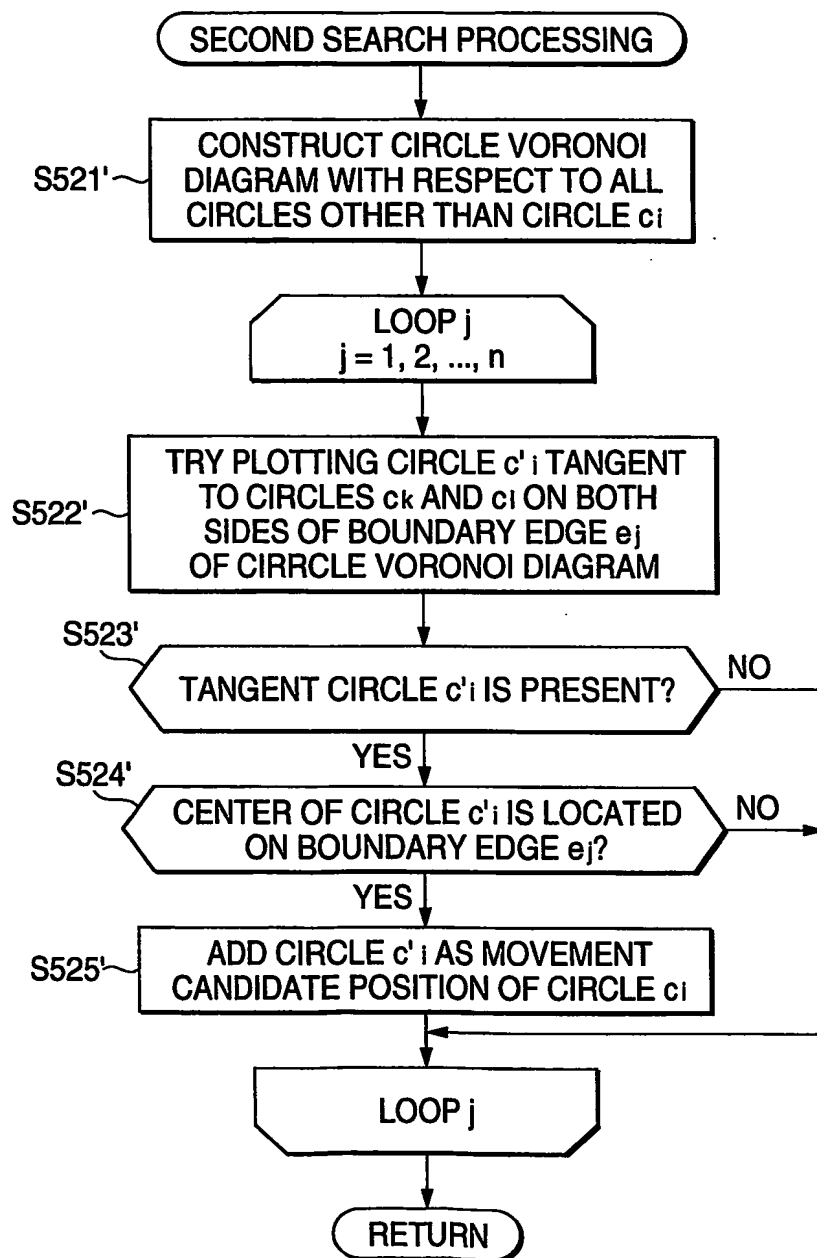 SECOND SEARCH PROCESSING
S521'
CONSTRUCT CIRCLE VORONOI
DIAGRAM WITH RESPECT TO ALL
CIRCLES OTHER THAN CIRCLE ci
LOOP j
j = 1, 2, ..., n
S522'
TRY PLOTTING CIRCLE c'i TANGENT
TO CIRCLES ck AND cl ON BOTH
SIDES OF BOUNDARY EDGE ej
OF CIRRCLE VORONOI DIAGRAM
S523'
TANGENT CIRCLE c'i IS PRESENT?
NO
YES
S524'
CENTER OF CIRCLE c'i IS LOCATED
ON BOUNDARY EDGE ej?
NO
YES
S525'
ADD CIRCLE c'i AS MOVEMENT
CANDIDATE POSITION OF CIRCLE ci
LOOP j
RETURN